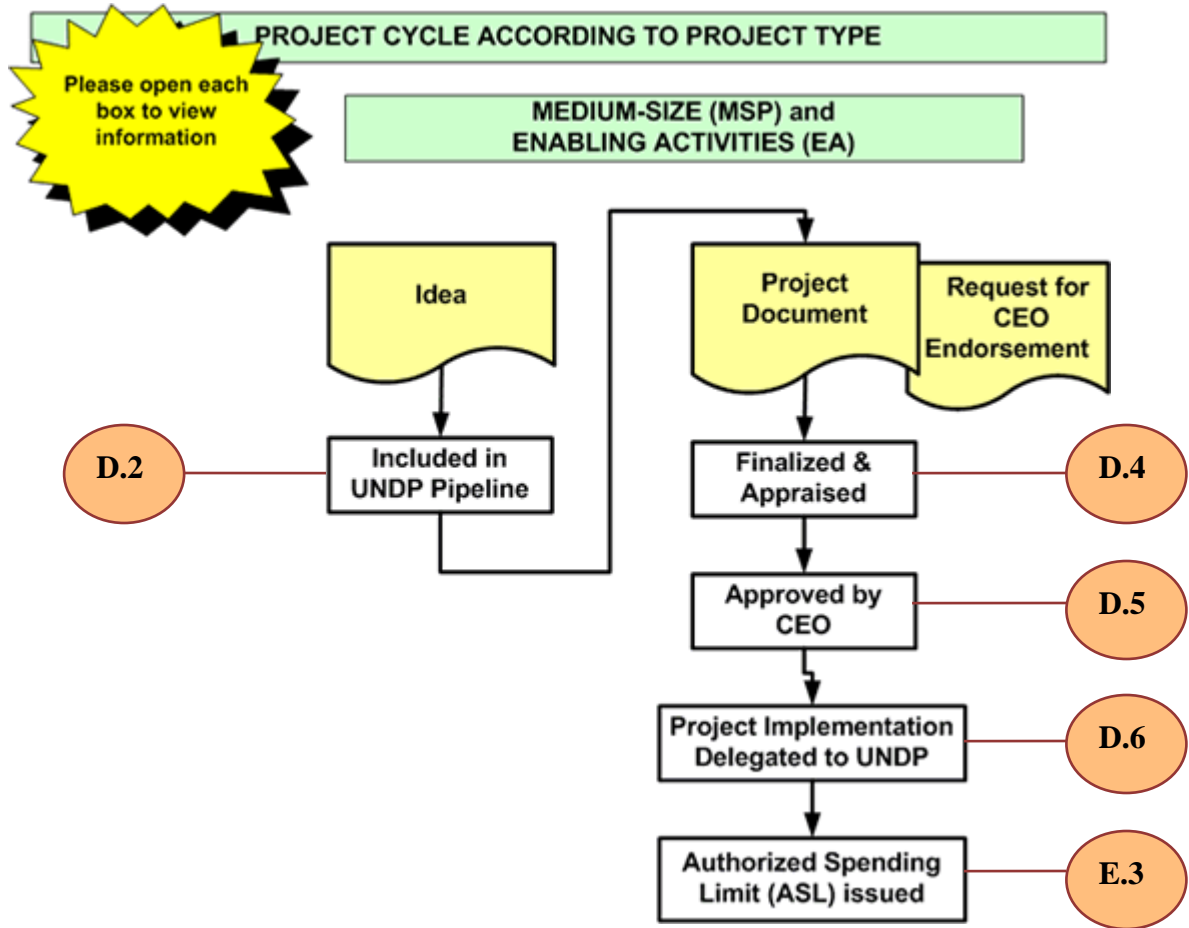 PROJECT CYCLE ACCORDING TO PROJECT TYPE
Please open each
box to view
information
MEDIUM-SIZE (MSP) and
ENABLING ACTIVITIES (EA)
Idea
Project
Document
Request for
CEO
Endorsement
D.2
Included in
UNDP Pipeline
Finalized &
Appraised
D.4
Approved by
CEO
D.5
Project Implementation
Delegated to UNDP
D.6
Authorized Spending
Limit (ASL) issued
E.3